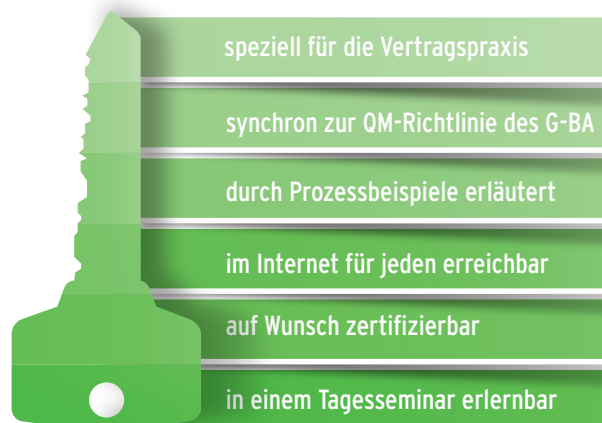 speziell für die Vertragspraxis
synchron zur QM-Richtlinie des G-BA
durch Prozessbeispiele erläutert
im Internet für jeden erreichbar
auf Wunsch zertifizierbar
in einem Tagesseminar erlernbar